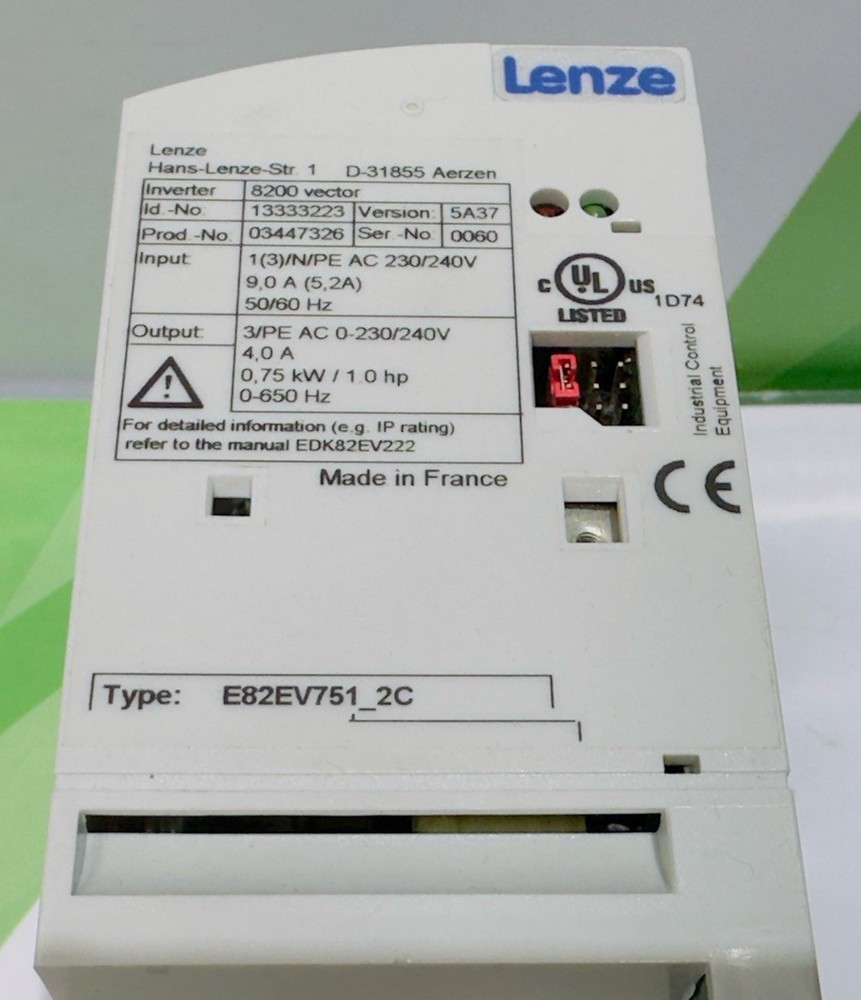 Lenze
Lenze
Hans-Lenze-Str. 1 D-31855 Aerzen
Inverter 8200 vector
Id.-No. 13333223 Version: 5A37
Prod.-No. 03447326 Ser.-No. 0060
Input: 1(3)/N/PE AC 230/240V
9,0 A (5,2A)
50/60 Hz
Output: 3/PE AC 0-230/240V
4,0 A
0,75 kW / 1.0 hp
0-650 Hz
For detailed information (e.g. IP rating)
refer to the manual EDK82EV222
Made in France
c UL us
LISTED
1D74
Industrial Control
Equipment
CE
Type: E82EV751_2C